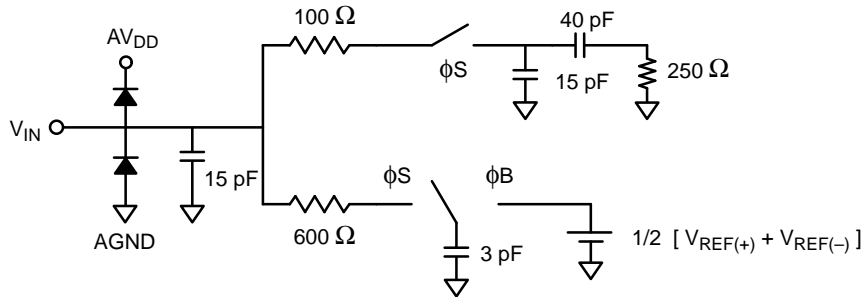 100 Ω
40 pF
AV_DD
ϕS
15 pF
250 Ω
V_IN
15 pF
ϕS
ϕB
AGND
600 Ω
3 pF
1/2 [ V_REF(+) + V_REF(–) ]